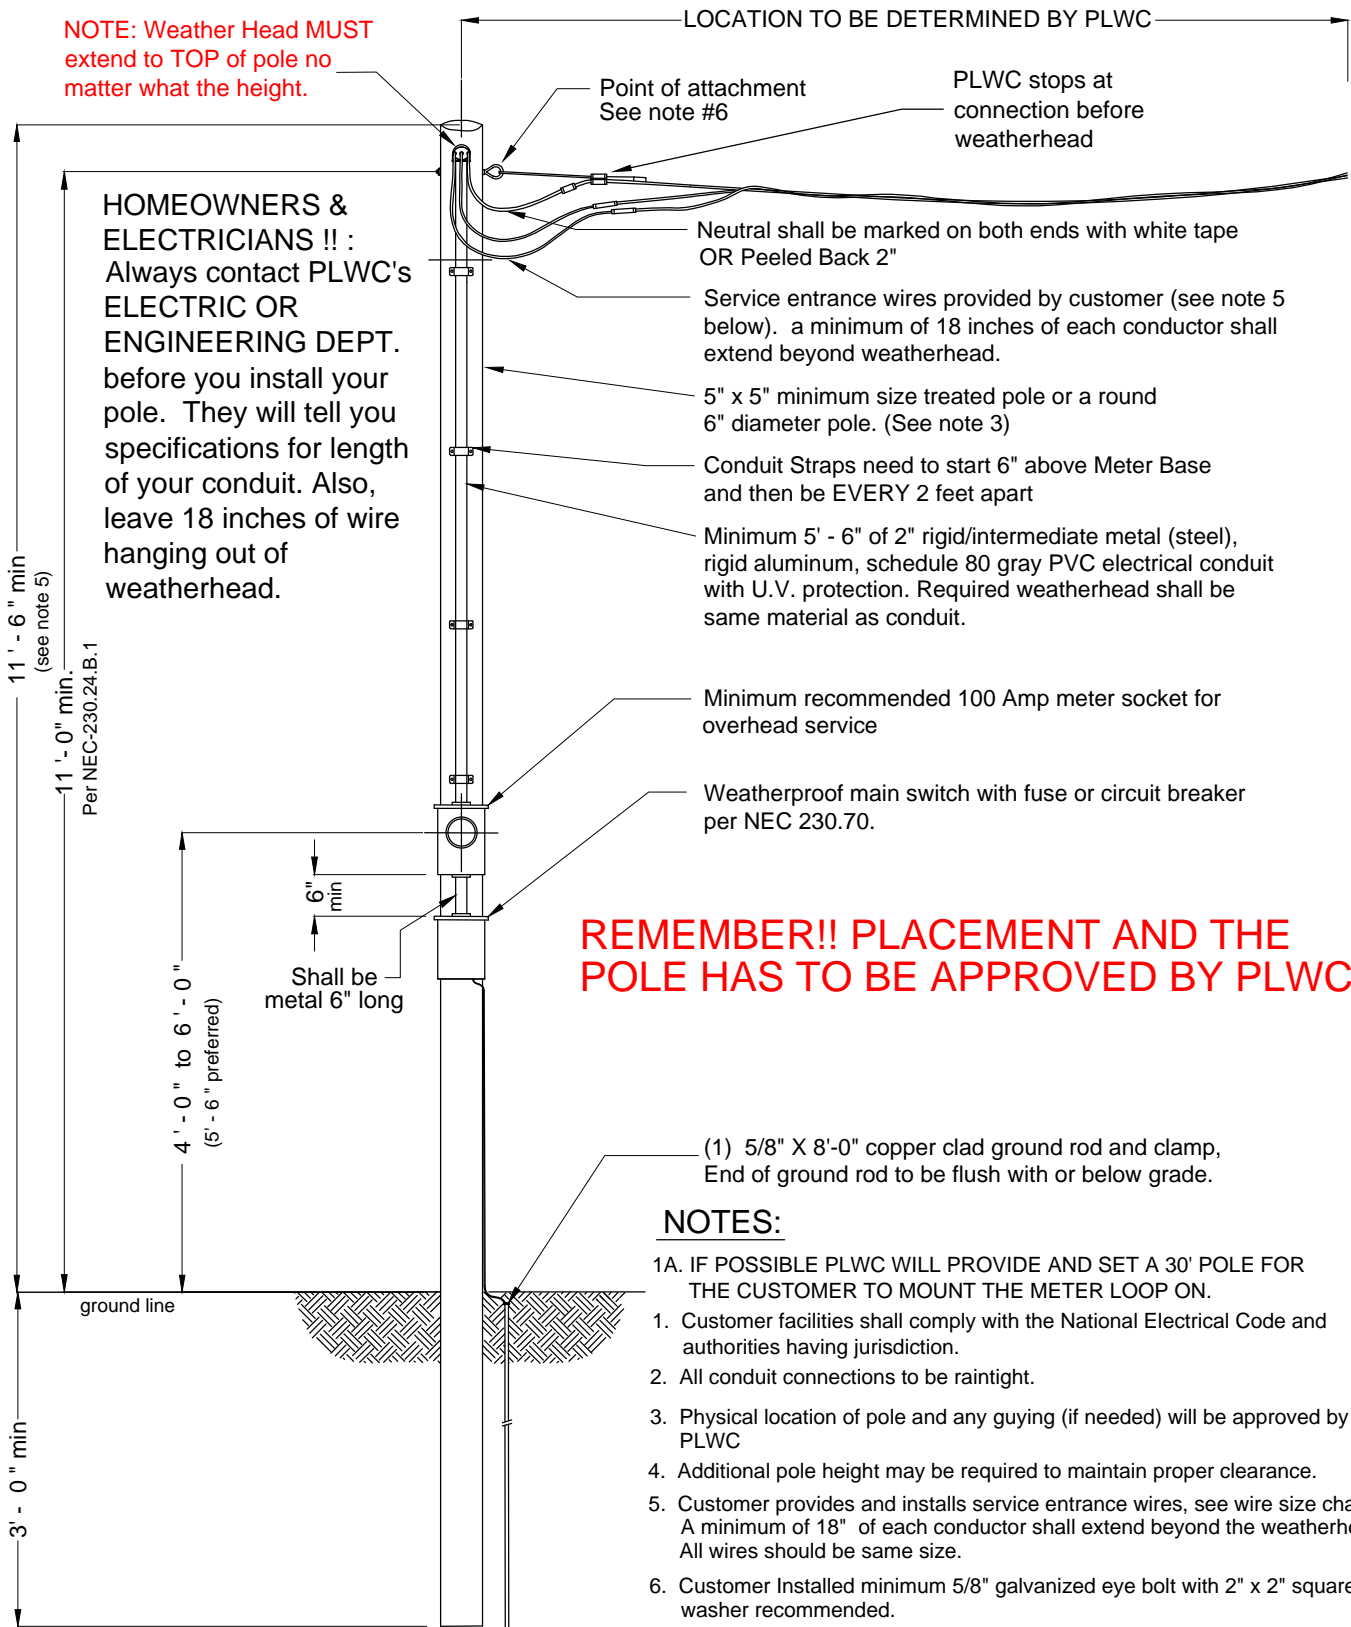 LOCATION TO BE DETERMINED BY PLWC
NOTE: Weather Head MUST
extend to TOP of pole no
matter what the height.
Point of attachment
See note #6
PLWC stops at
connection before
weatherhead
HOMEOWNERS &
ELECTRICIANS !! :
Always contact PLWC's
ELECTRIC OR
ENGINEERING DEPT.
before you install your
pole. They will tell you
specifications for length
of your conduit. Also,
leave 18 inches of wire
hanging out of
weatherhead.
Neutral shall be marked on both ends with white tape
OR Peeled Back 2"
Service entrance wires provided by customer (see note 5
below). a minimum of 18 inches of each conductor shall
extend beyond weatherhead.
5" x 5" minimum size treated pole or a round
6" diameter pole. (See note 3)
Conduit Straps need to start 6" above Meter Base
and then be EVERY 2 feet apart
Minimum 5' - 6" of 2" rigid/intermediate metal (steel),
rigid aluminum, schedule 80 gray PVC electrical conduit
with U.V. protection. Required weatherhead shall be
same material as conduit.
11 ' - 6 " min
(see note 5)
11 '- 0" min.
Per NEC-230.24.B.1
Minimum recommended 100 Amp meter socket for
overhead service
Weatherproof main switch with fuse or circuit breaker
per NEC 230.70.
6"
min
Shall be
metal 6" long
4 ' - 0 " to 6 ' - 0 "
(5' - 6 " preferred)
REMEMBER!! PLACEMENT AND THE
POLE HAS TO BE APPROVED BY PLWC
(1) 5/8" X 8'-0" copper clad ground rod and clamp,
End of ground rod to be flush with or below grade.
ground line
3' - 0 " min
NOTES:
1A. IF POSSIBLE PLWC WILL PROVIDE AND SET A 30' POLE FOR
THE CUSTOMER TO MOUNT THE METER LOOP ON.
1. Customer facilities shall comply with the National Electrical Code and
authorities having jurisdiction.
2. All conduit connections to be raintight.
3. Physical location of pole and any guying (if needed) will be approved by
PLWC
4. Additional pole height may be required to maintain proper clearance.
5. Customer provides and installs service entrance wires, see wire size cha
A minimum of 18" of each conductor shall extend beyond the weatherhe
All wires should be same size.
6. Customer Installed minimum 5/8" galvanized eye bolt with 2" x 2" square
washer recommended.